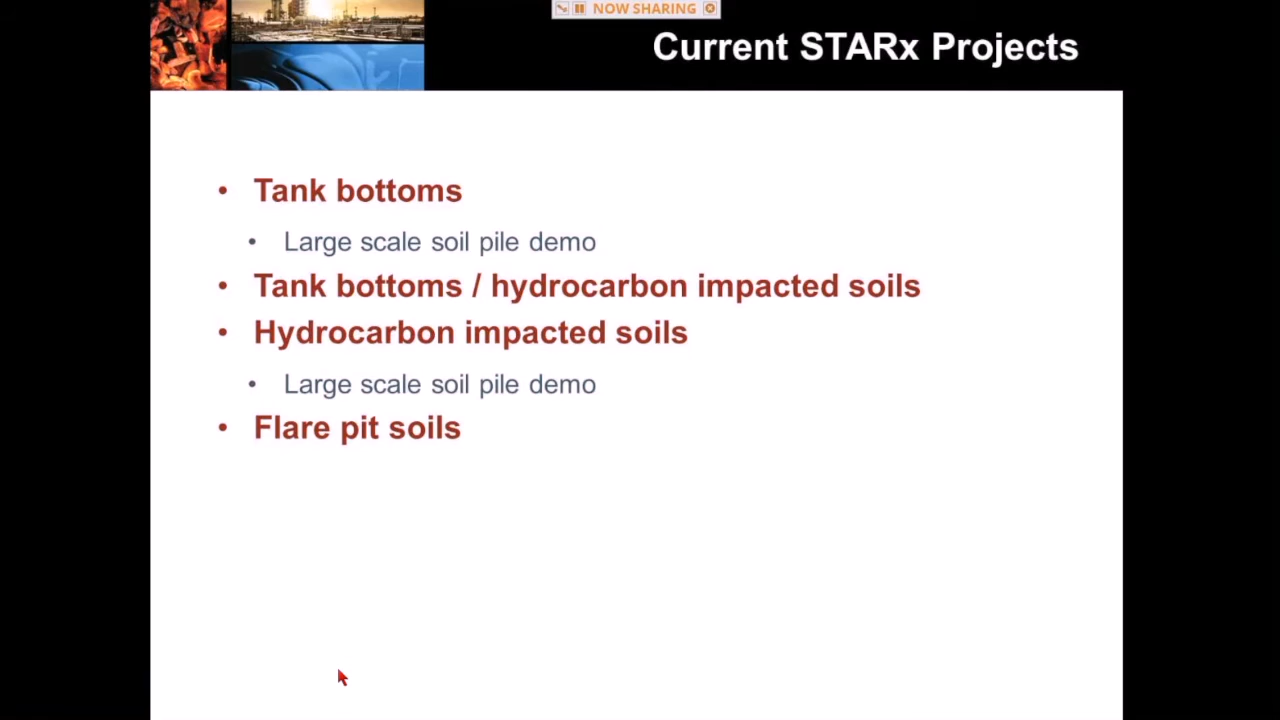 NOW SHARING
Current STARx Projects
• Tank bottoms
• Large scale soil pile demo
• Tank bottoms / hydrocarbon impacted soils
• Hydrocarbon impacted soils
• Large scale soil pile demo
• Flare pit soils